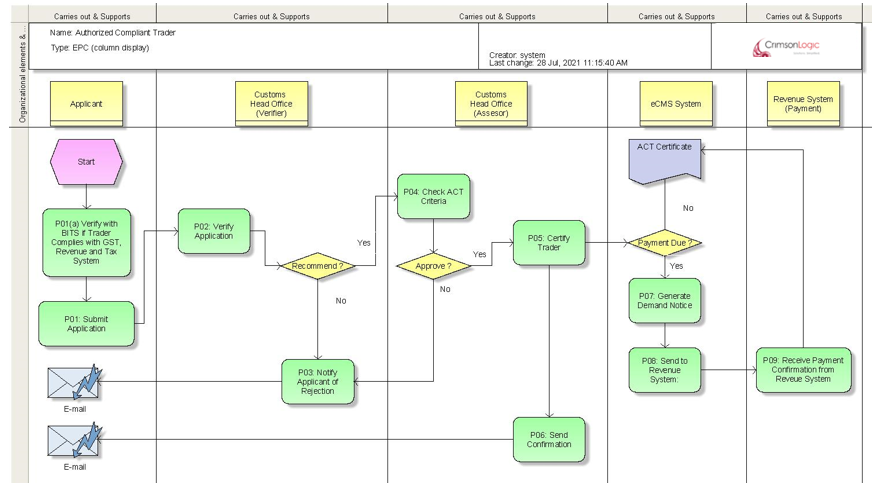 Carries out & Supports
Carries out & Supports
Carries out & Supports
Carries out & Supports
Carries out & Supports
Organizational elements & ...
Name: Authorized Compliant Trader
Type: EPC (column display)
Creator: system
Last change: 28 Jul, 2021 11:15:40 AM
CrimsonLogic
Applicant
Customs
Head Office
(Verifier)
Customs
Head Office
(Assesor)
eCMS System
Revenue System
(Payment)
Start
P01(a) Verify with
BITS if Trader
Complies with GST,
Revenue and Tax
System
P01: Submit
Application
P02: Verify
Application
Recommend ?
Yes
No
P03: Notify
Applicant of
Rejection
P04: Check ACT
Criteria
Approve ?
Yes
No
P05: Certify
Trader
P06: Send
Confirmation
ACT Certificate
No
Payment Due ?
Yes
P07: Generate
Demand Notice
P08: Send to
Revenue
System:
P09: Receive Payment
Confirmation from
Reveue System
E-mail
E-mail